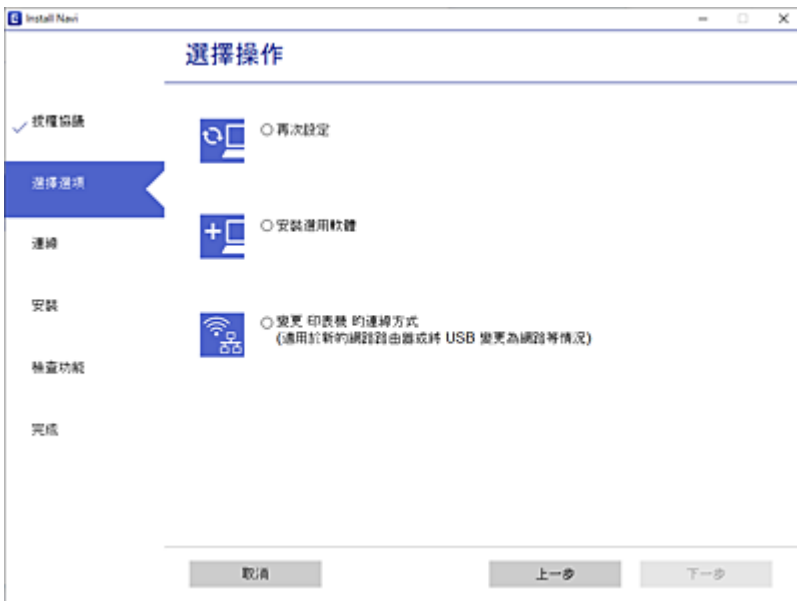 Install Navi
選擇操作
授權協議
再次設定
選擇選項
安裝選用軟體
連線
安裝
變更 印表機 的連線方式
(適用於新的網路路由器或將 USB 變更為網路等情況)
檢查功能
完成
取消
上一步
下一步